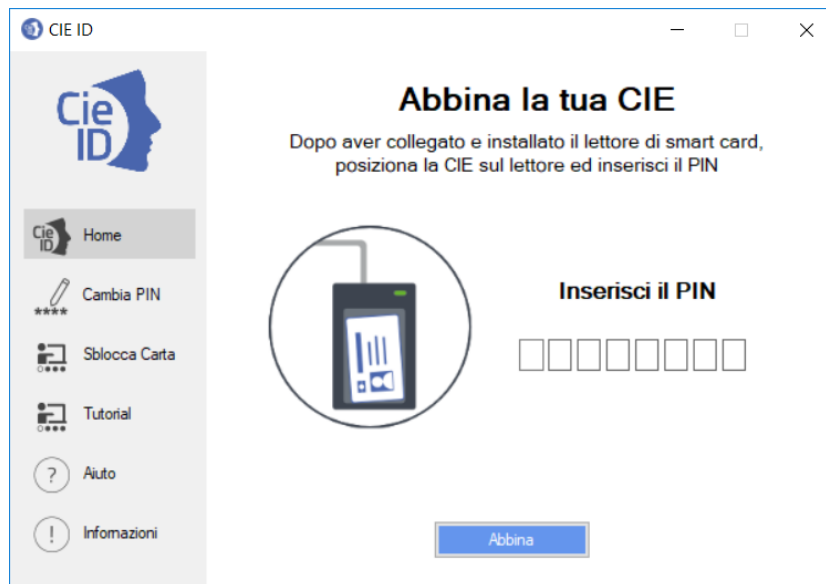 CIE ID
Cie
ID
Abbina la tua CIE
Dopo aver collegato e installato il lettore di smart card,
posiziona la CIE sul lettore ed inserisci il PIN
Cie
ID
Home
Cambia PIN
****
Sblocca Carta
Tutorial
Aiuto
Infomazioni
Inserisci il PIN
Abbina